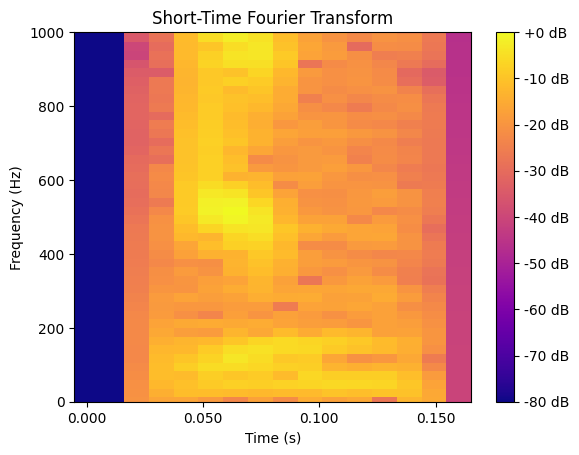 Short-Time Fourier Transform
Frequency (Hz)
1000
800
600
400
200
0
0.000
0.050
0.100
0.150
Time (s)
+0 dB
-10 dB
-20 dB
-30 dB
-40 dB
-50 dB
-60 dB
-70 dB
-80 dB